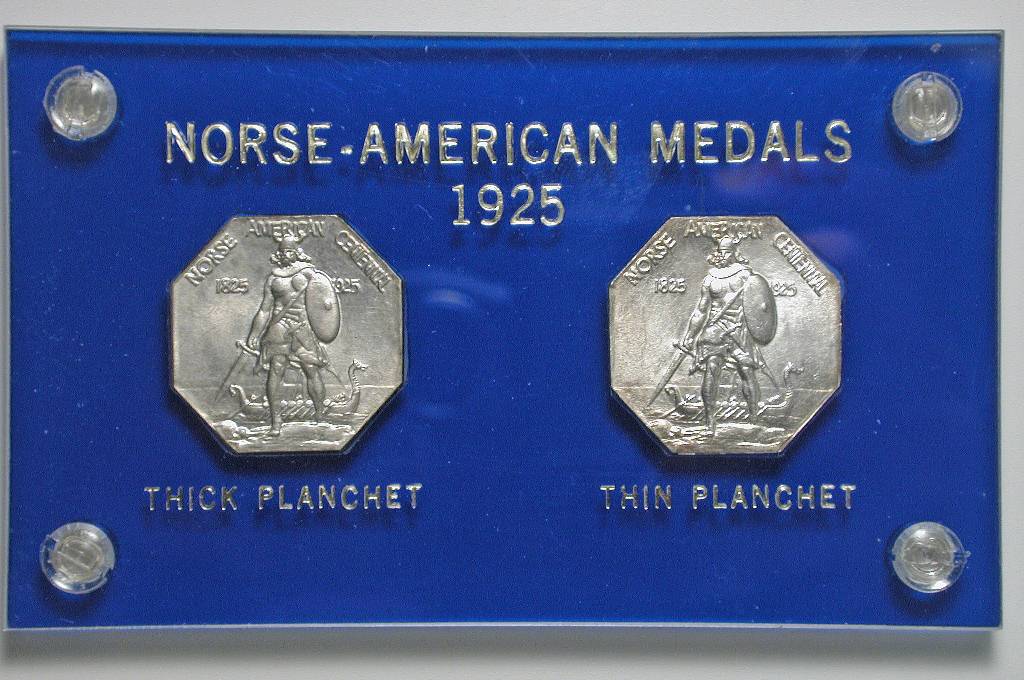 NORSE-AMERICAN MEDALS
1925
NORSE AMERICAN CENTENNIAL
1825 1925
NORSE AMERICAN CENTENNIAL
1825 1925
THICK PLANCHET
THIN PLANCHET